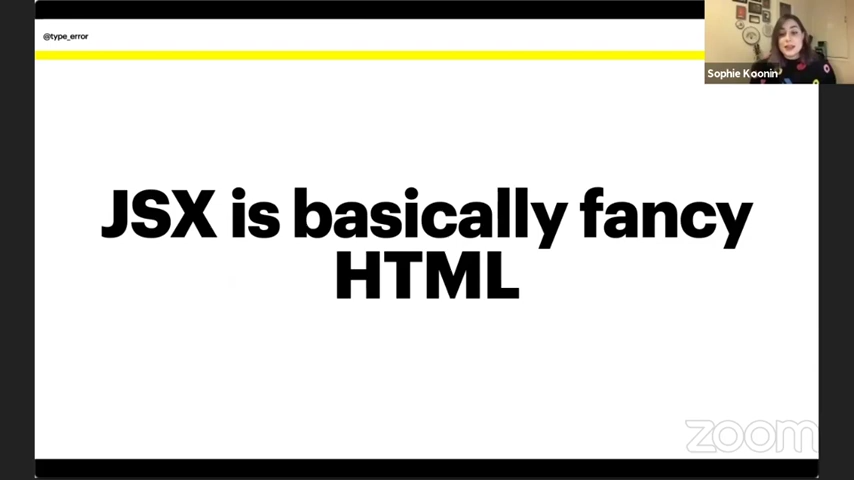 @type_error
Sophie Koonin
JSX is basically fancy
HTML
zoom